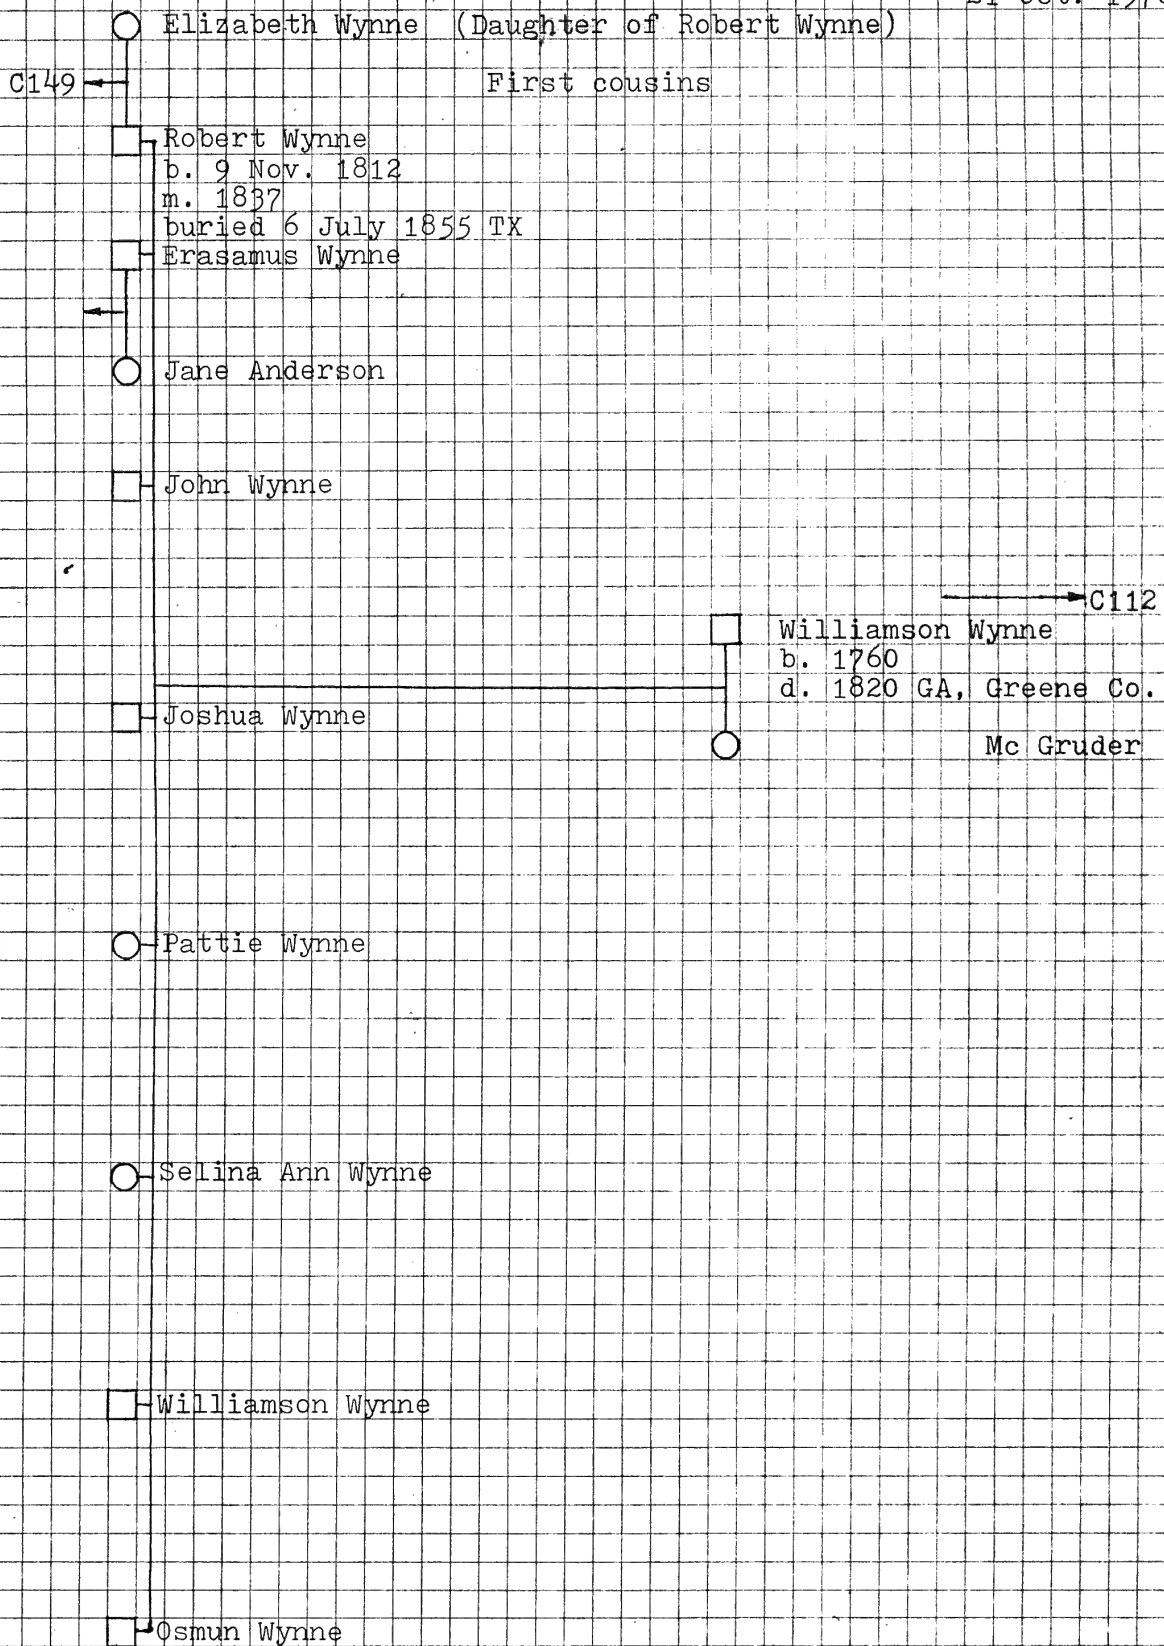 Elizabeth Wynne (Daughter of Robert Wynne)
C149
First cousins
Robert Wynne
b. 9 Nov. 1812
m. 1837
buried 6 July 1855 TX
Erasamus Wynne
Jane Anderson
John Wynne
C112
Williamson Wynne
b. 1760
d. 1820 GA, Greene Co.
Joshua Wynne
Mc Gruder
Pattie Wynne
Selina Ann Wynne
Williamson Wynne
Osmun Wynne